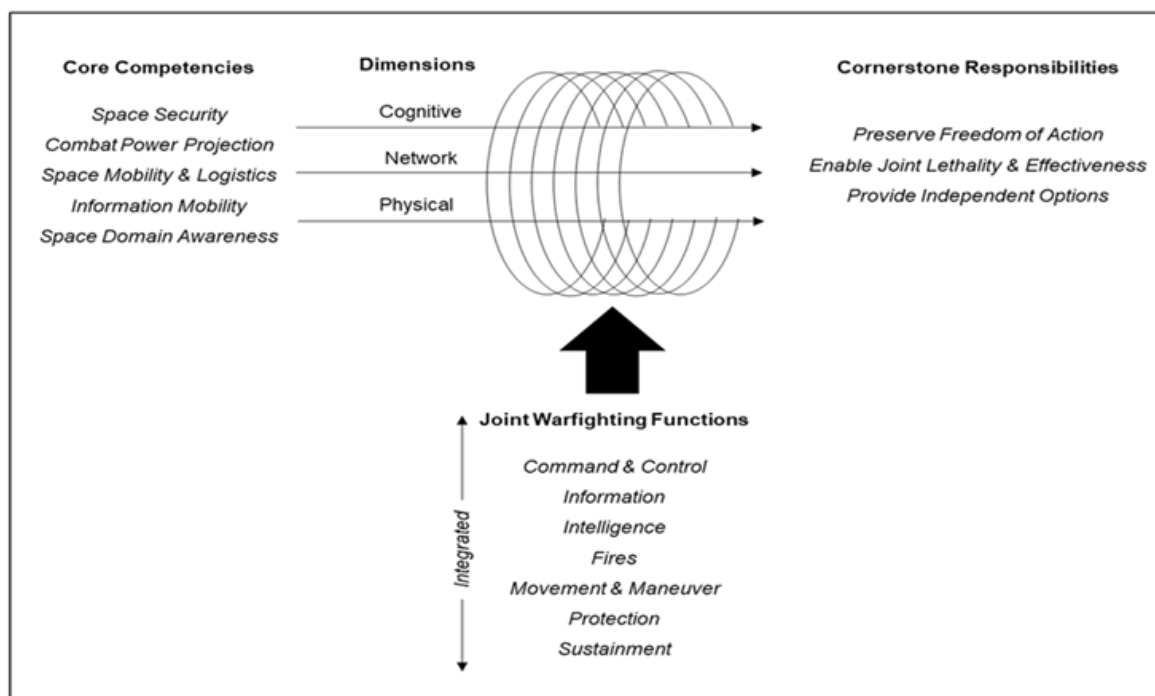 Core Competencies
Space Security
Combat Power Projection
Space Mobility & Logistics
Information Mobility
Space Domain Awareness
Dimensions
Cognitive
Network
Physical
Cornerstone Responsibilities
Preserve Freedom of Action
Enable Joint Lethality & Effectiveness
Provide Independent Options
Joint Warfighting Functions
Integrated
Command & Control
Information
Intelligence
Fires
Movement & Maneuver
Protection
Sustainment